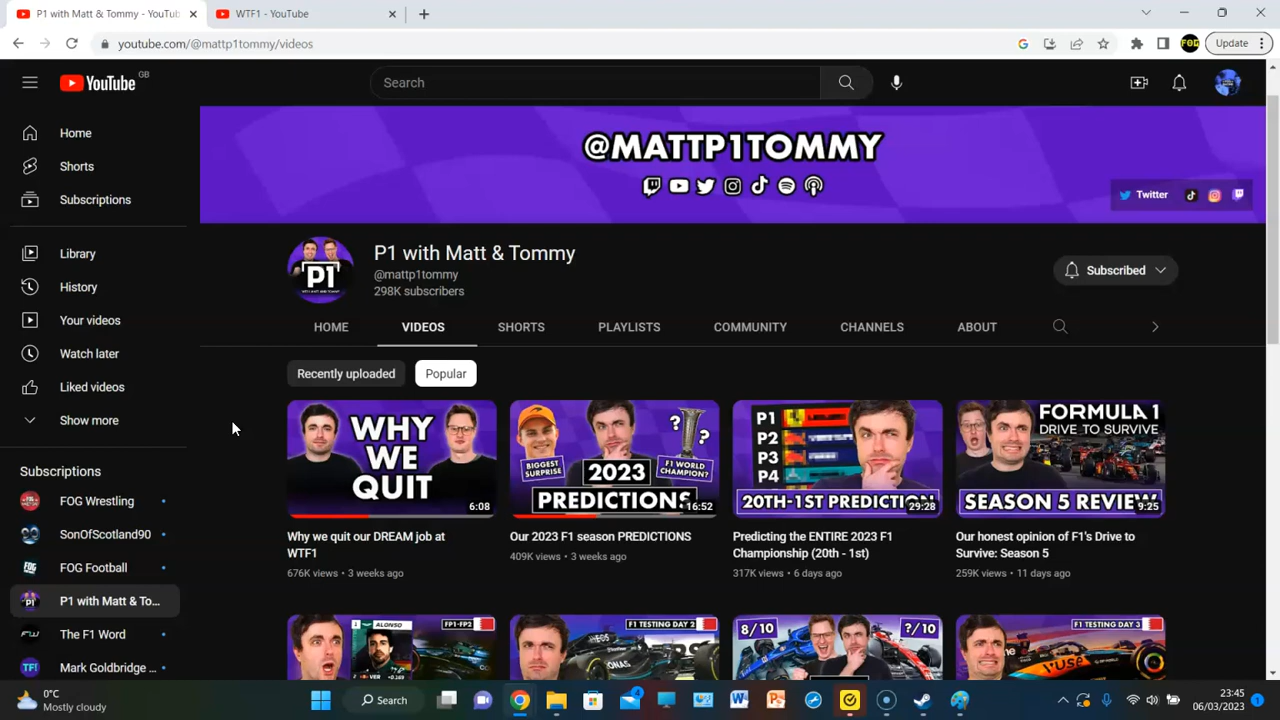 P1 with Matt & Tommy - YouTub
WTF1 - YouTube
youtube.com/@mattp1tommy/videos
FOG
Update
YouTube
GB
Search
@MATTP1TOMMY
Twitter
P1
P1 with Matt & Tommy
@mattp1tommy
298K subscribers
Subscribed
HOME
VIDEOS
SHORTS
PLAYLISTS
COMMUNITY
CHANNELS
ABOUT
Recently uploaded
Popular
Home
Shorts
Subscriptions
Library
History
Your videos
Watch later
Liked videos
Show more
Subscriptions
FOG Wrestling
SonOfScotland90
FOG Football
P1 with Matt & To...
The F1 Word
Mark Goldbridge ...
WHY
WE
QUIT
6:08
Why we quit our DREAM job at
WTF1
676K views • 3 weeks ago
BIGGEST
SURPRISE
? ?
F1 WORLD
CHAMPION?
2023
PREDICTIONS
16:52
Our 2023 F1 season PREDICTIONS
409K views • 3 weeks ago
P1
P2
P3
P4
20TH-1ST PREDICTION
29:28
Predicting the ENTIRE 2023 F1
Championship (20th - 1st)
317K views • 6 days ago
FORMULA 1
DRIVE TO SURVIVE
SEASON 5 REVIEW
9:25
Our honest opinion of F1's Drive to
Survive: Season 5
259K views • 11 days ago
1 ALONSO
FP1-FP2
F1 TESTING DAY 2
8/10
?/10
F1 TESTING DAY 3
0°C
Mostly cloudy
Search
4
23:45
06/03/2023
1